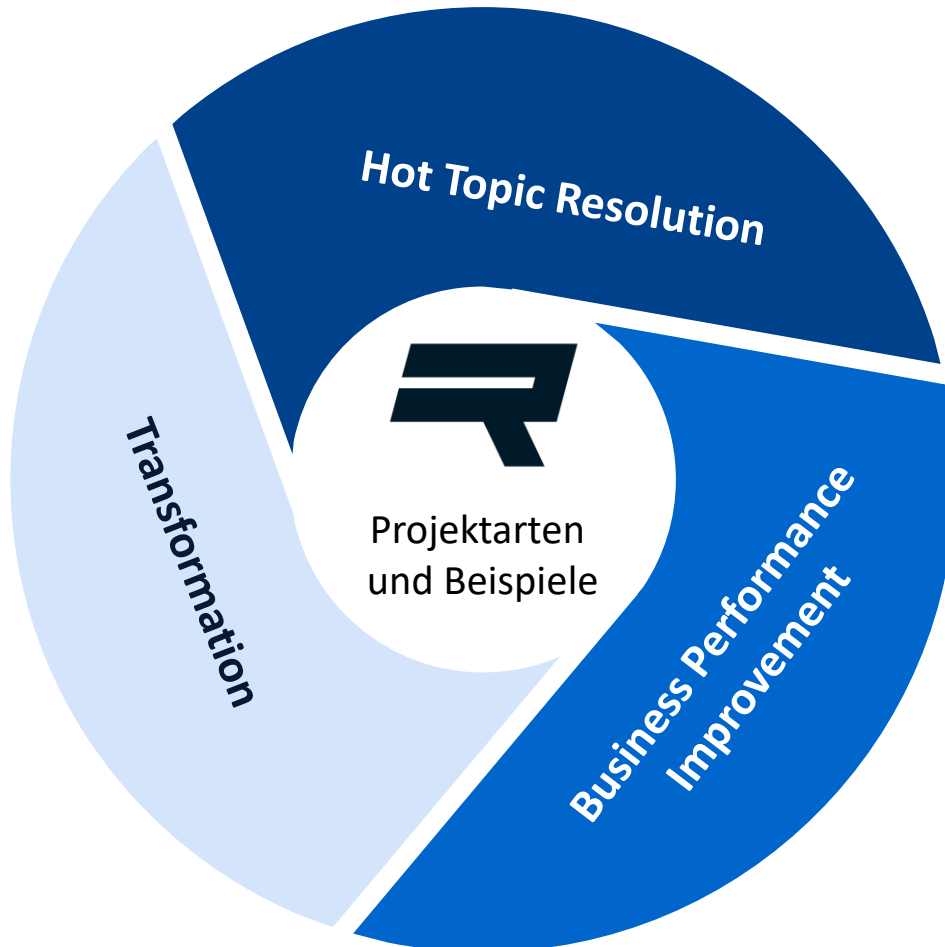 Hot Topic Resolution
Transformation
Projektarten
und Beispiele
Business Performance
Improvement